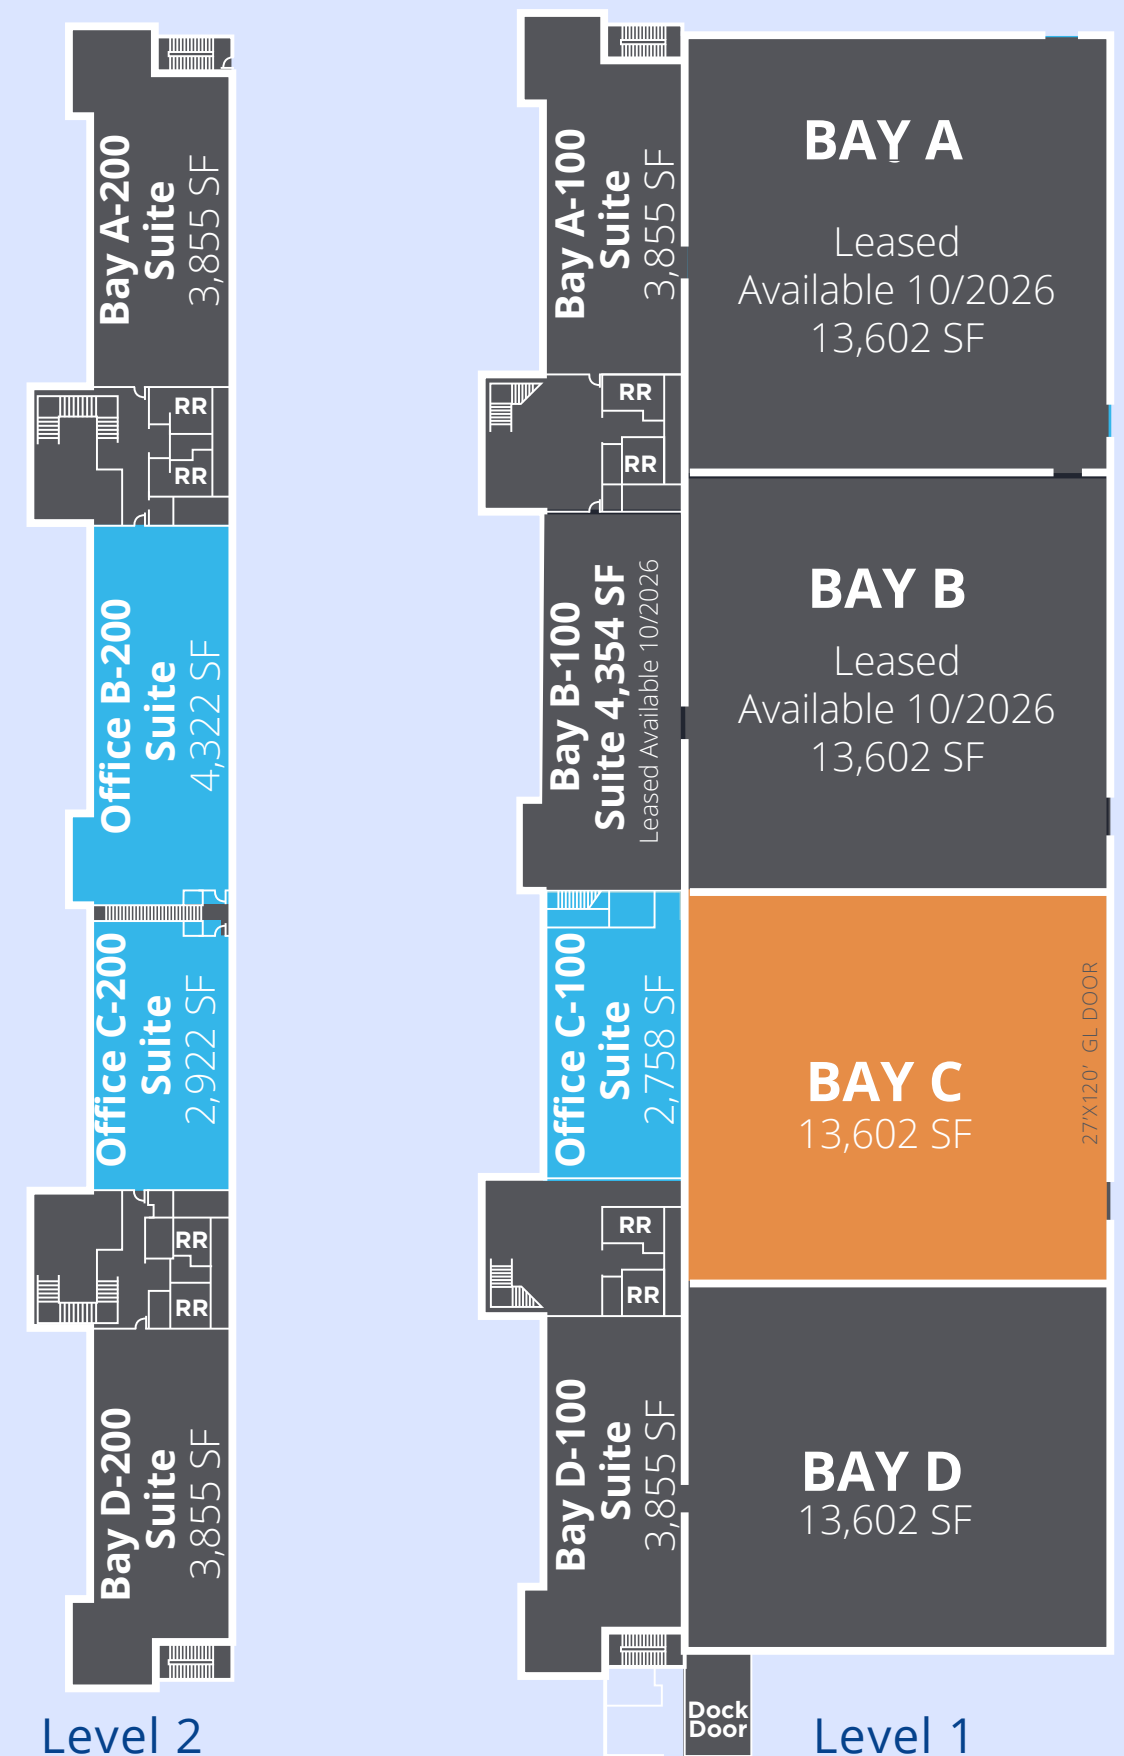 Bay A-200
Suite
3,855 SF
RR
RR
Office B-200
Suite
4,322 SF
Office C-200
Suite
2,922 SF
RR
RR
Bay D-200
Suite
3,855 SF
Level 2
Bay A-100
Suite
3,855 SF
RR
RR
Bay B-100
Suite 4,354 SF
Leased Available 10/2026
Office C-100
Suite
2,758 SF
RR
RR
Bay D-100
Suite
3,855 SF
BAY A
Leased
Available 10/2026
13,602 SF
BAY B
Leased
Available 10/2026
13,602 SF
BAY C
13,602 SF
27'X120' GL DOOR
BAY D
13,602 SF
Dock
Door
Level 1